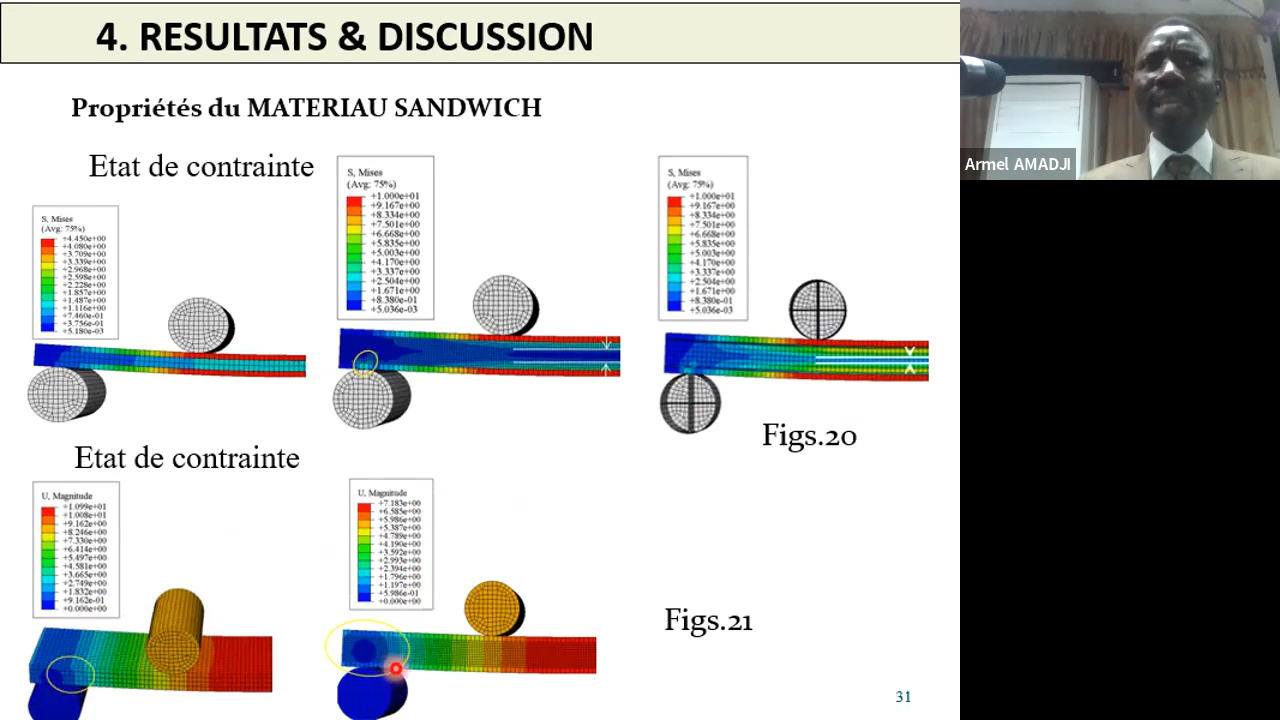 4. RESULTATS & DISCUSSION
Propriétés du MATERIAU SANDWICH
Etat de contrainte
S, Mises
(Avg: 75%)
+4.450e+00
+4.080e+00
+3.709e+00
+3.339e+00
+2.968e+00
+2.598e+00
+2.228e+00
+1.857e+00
+1.487e+00
+1.116e+00
+7.460e-01
+3.756e-01
+5.180e-03
S, Mises
(Avg: 75%)
+1.000e+01
+9.167e+00
+8.334e+00
+7.501e+00
+6.668e+00
+5.835e+00
+5.003e+00
+4.170e+00
+3.337e+00
+2.504e+00
+1.671e+00
+8.380e-01
+5.036e-03
S, Mises
(Avg: 75%)
+1.000e+01
+9.167e+00
+8.334e+00
+7.501e+00
+6.668e+00
+5.835e+00
+5.003e+00
+4.170e+00
+3.337e+00
+2.504e+00
+1.671e+00
+8.380e-01
+5.036e-03
Figs.20
Etat de contrainte
U, Magnitude
+1.099e+01
+1.008e+01
+9.162e+00
+8.246e+00
+7.330e+00
+6.414e+00
+5.497e+00
+4.581e+00
+3.665e+00
+2.749e+00
+1.832e+00
+9.162e-01
+0.000e+00
U, Magnitude
+7.183e+00
+6.585e+00
+5.986e+00
+5.387e+00
+4.789e+00
+4.190e+00
+3.592e+00
+2.993e+00
+2.394e+00
+1.796e+00
+1.197e+00
+5.986e-01
+0.000e+00
Figs.21
31
Armel AMADJI